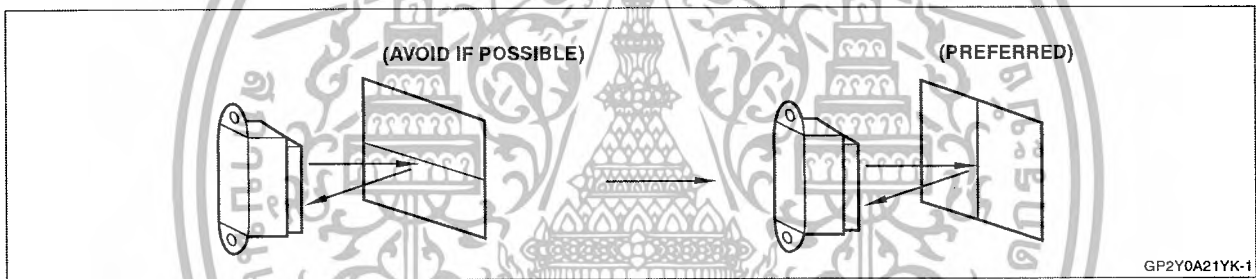 (AVOID IF POSSIBLE)
(PREFERRED)
GP2Y0A21YK-1